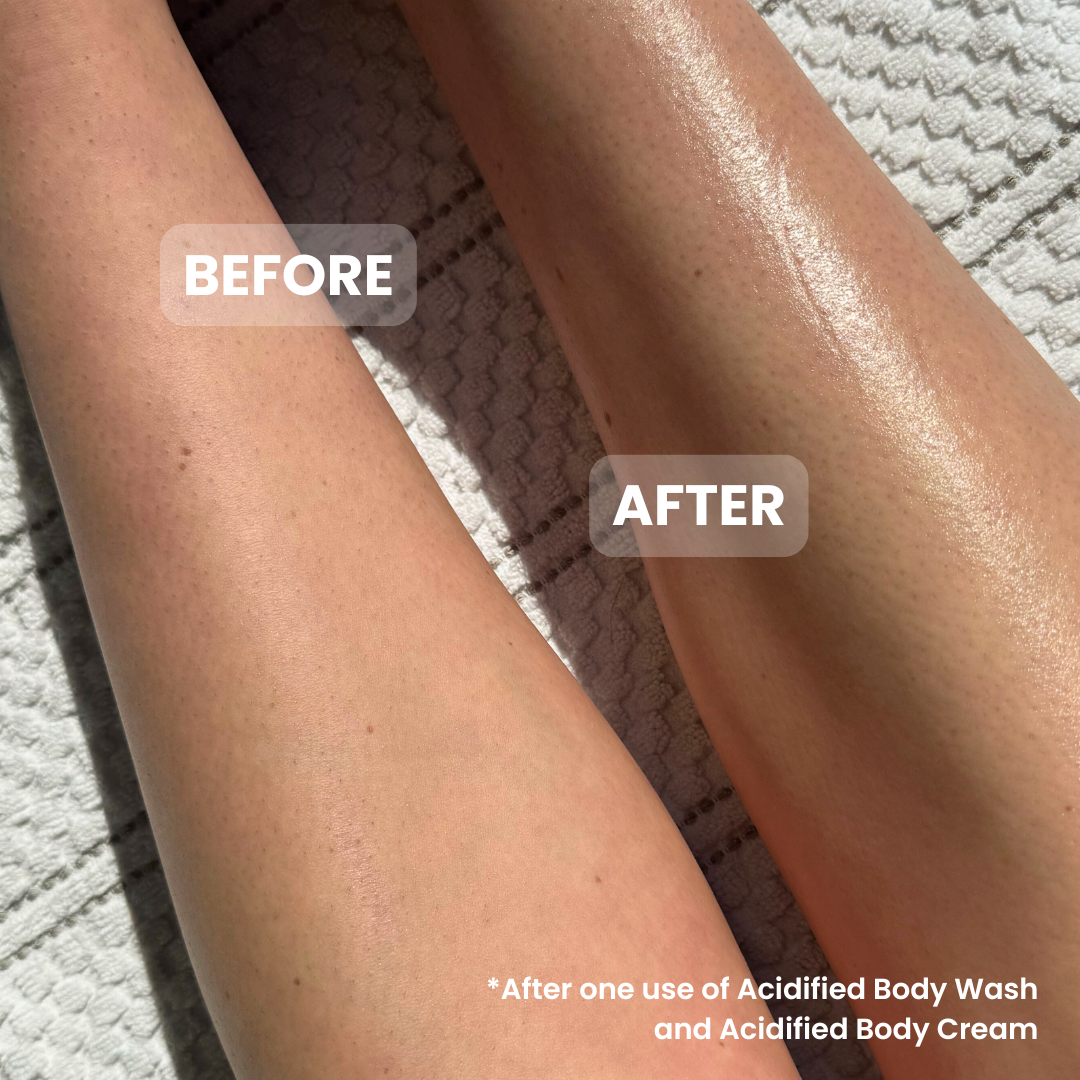 BEFORE
AFTER
*After one use of Acidified Body Wash
and Acidified Body Cream